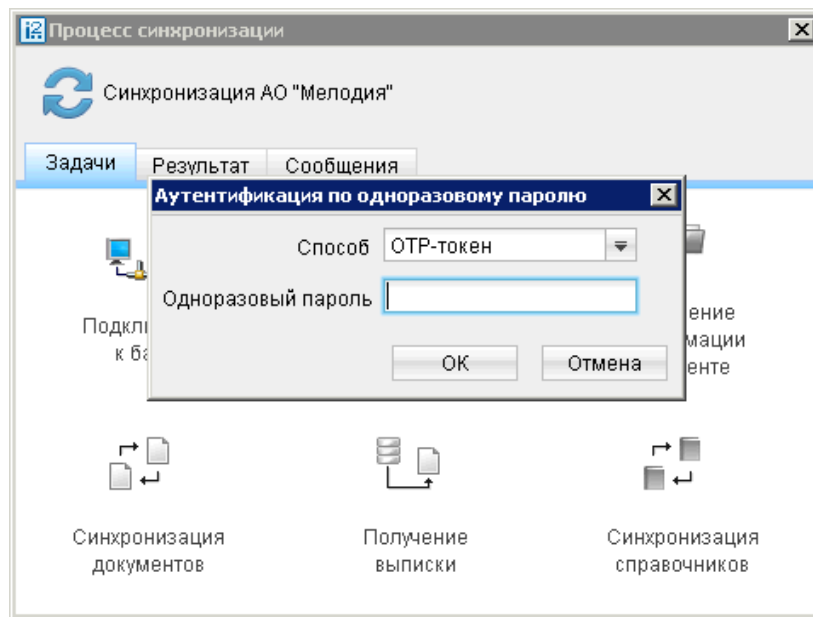 Процесс синхронизации
Синхронизация АО "Мелодия"
Задачи Результат Сообщения
Аутентификация по одноразовому паролю
Способ ОТР-токен
Одноразовый пароль
ОК Отмена
Синхронизация
документов
Получение
выписки
Синхронизация
справочников